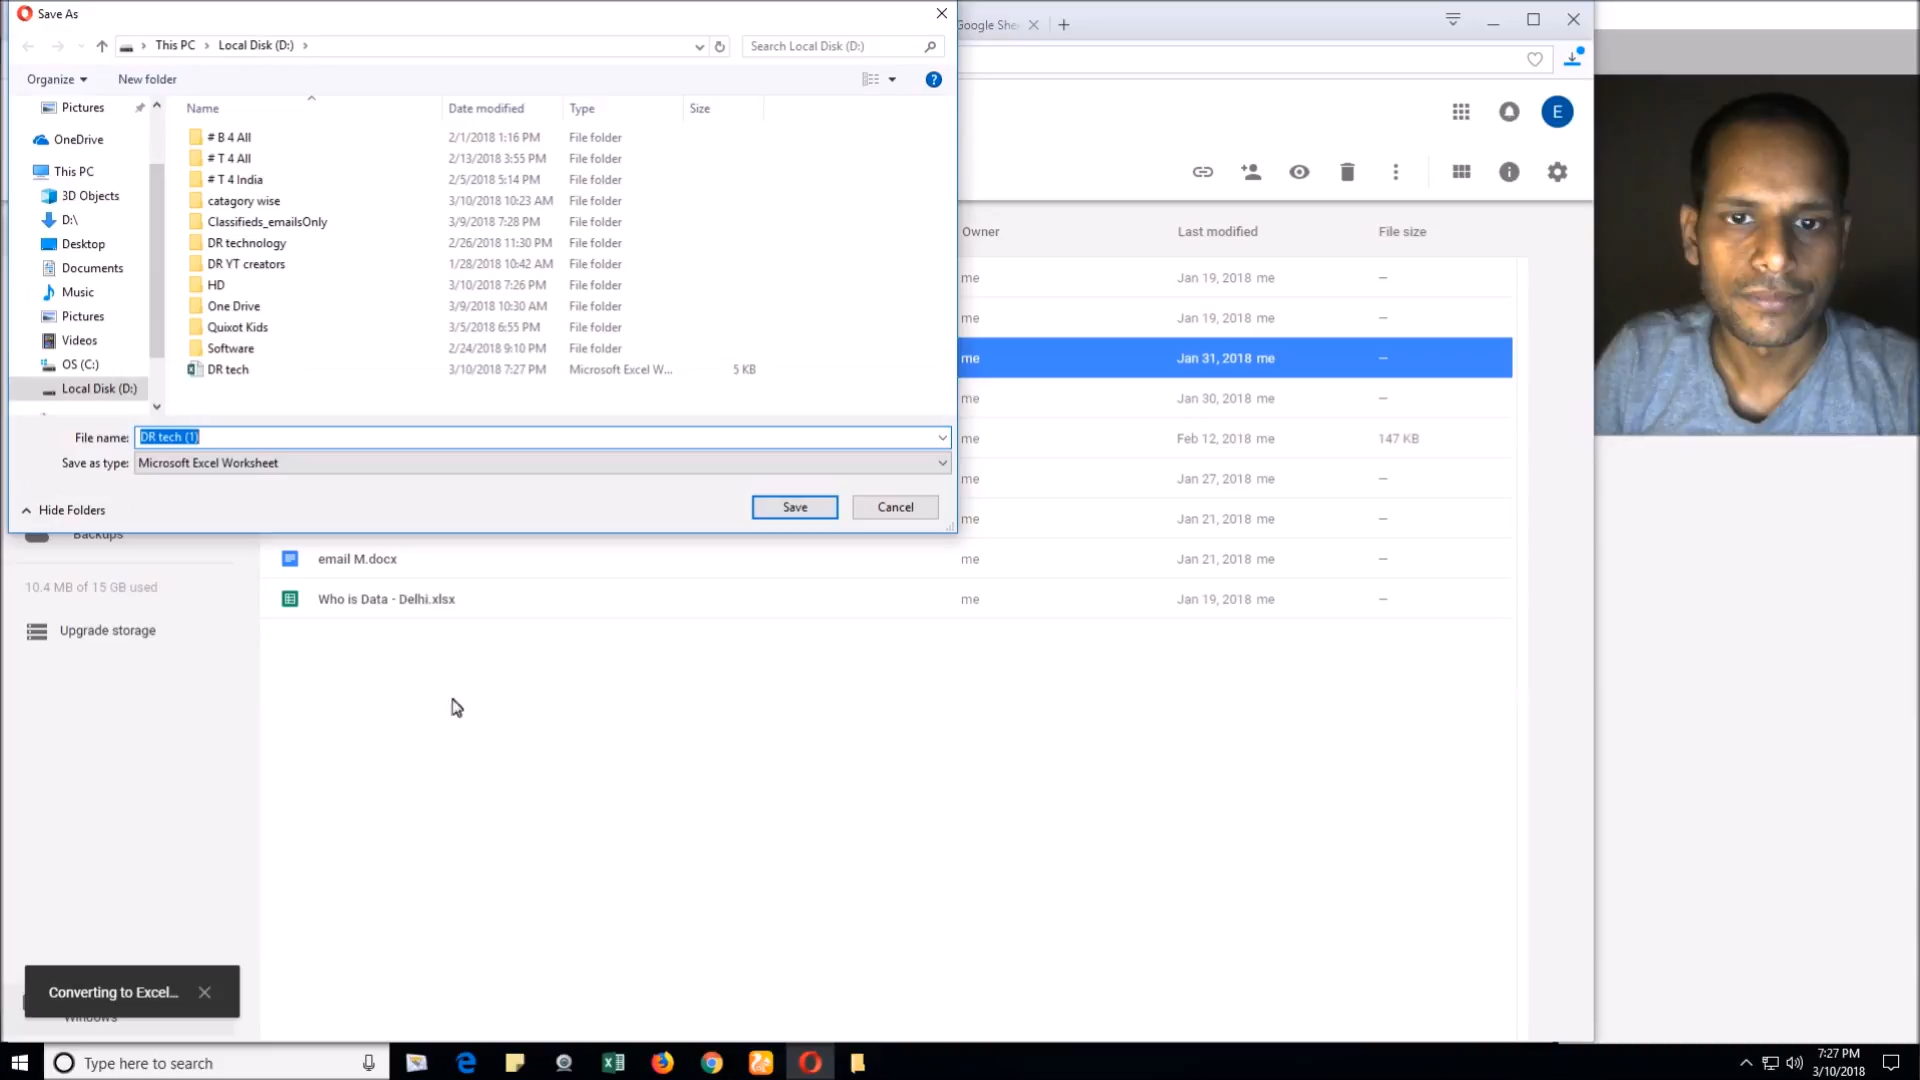 Save As
Google She
This PC
Local Disk (D:)
Search Local Disk (D:)
Organize
New folder
Name
Date modified
Type
Size
Pictures
OneDrive
This PC
3D Objects
D:\
Desktop
Documents
Music
Pictures
Videos
OS (C:)
Local Disk (D:)
# B 4 All 2/1/2018 1:16 PM File folder
# T 4 All 2/13/2018 3:55 PM File folder
# T 4 India 2/5/2018 5:14 PM File folder
catagory wise 3/10/2018 10:23 AM File folder
Classifieds_emailsOnly 3/9/2018 7:28 PM File folder
DR technology 2/26/2018 11:30 PM File folder
DR YT creators 1/28/2018 10:42 AM File folder
HD 3/10/2018 7:26 PM File folder
One Drive 3/9/2018 10:30 AM File folder
Quixot Kids 3/5/2018 6:55 PM File folder
Software 2/24/2018 9:10 PM File folder
DR tech 3/10/2018 7:27 PM Microsoft Excel W... 5 KB
File name: DR tech (1)
Save as type: Microsoft Excel Worksheet
Hide Folders
Save
Cancel
E
Owner Last modified File size
me Jan 19, 2018 me –
me Jan 19, 2018 me –
me Jan 31, 2018 me –
me Jan 30, 2018 me –
me Feb 12, 2018 me 147 KB
me Jan 27, 2018 me –
me Jan 21, 2018 me –
email M.docx me Jan 21, 2018 me –
Who is Data - Delhi.xlsx me Jan 19, 2018 me –
Backups
10.4 MB of 15 GB used
Upgrade storage
Converting to Excel...
Windows
Type here to search
7:27 PM
3/10/2018